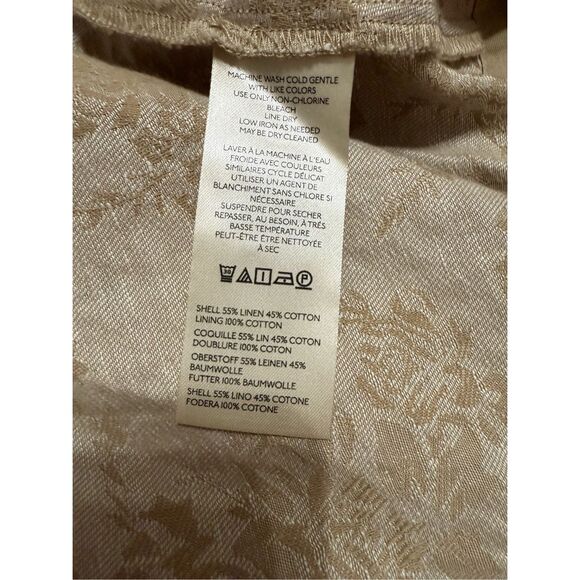 MACHINE WASH COLD GENTLE
WITH LIKE COLORS
USE ONLY NON-CHLORINE
BLEACH
LINE DRY
LOW IRON AS NEEDED
MAY BE DRY CLEANED
LAVER À LA MACHINE À L'EAU
FROIDE AVEC COULEURS
SIMILAIRES CYCLE DÉLICAT
UTILISER UN AGENT DE
BLANCHIMENT SANS CHLORE SI
NÉCESSAIRE
SUSPENDRE POUR SECHER
REPASSER, AU BESOIN, À TRÈS
BASSE TEMPÉRATURE
PEUT-ÊTRE ÊTRE NETTOYÉE
À SEC
30 P
SHELL 55% LINEN 45% COTTON
LINING 100% COTTON
COQUILLE 55% LIN 45% COTON
DOUBLURE 100% COTON
OBERSTOFF 55% LEINEN 45%
BAUMWOLLE
FUTTER 100% BAUMWOLLE
SHELL 55% LINO 45% COTONE
FODERA 100% COTONE